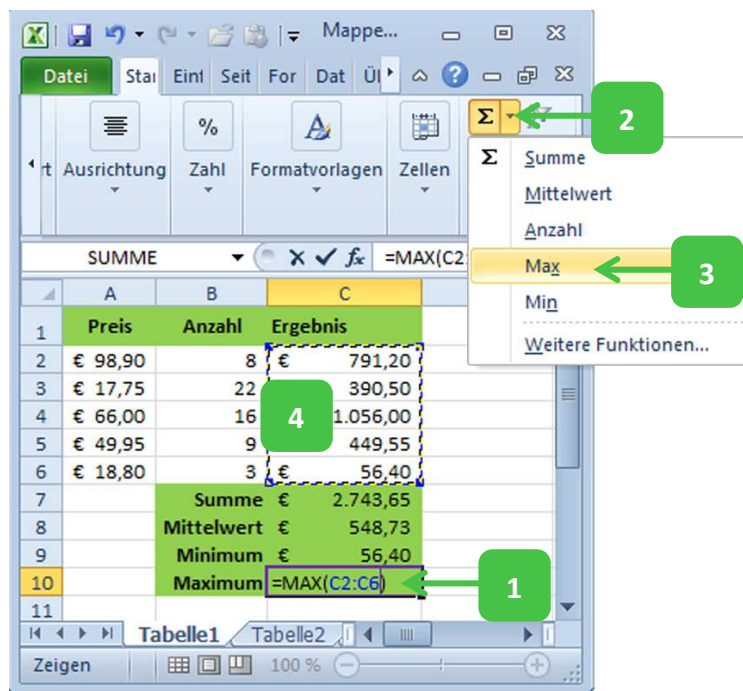 Mappe...
Datei Star Einf Seit For Dat Ül
2
Σ Summe
rt Ausrichtung Zahl Formatvorlagen Zellen
%
Mittelwert
Anzahl
Max
3
Min
Weitere Funktionen...
SUMME fx =MAX(C2:
A B C
1 Preis Anzahl Ergebnis
2 € 98,90 8 € 791,20
3 € 17,75 22 390,50
4 € 66,00 16 1.056,00
4
5 € 49,95 9 449,55
6 € 18,80 3 € 56,40
7 Summe € 2.743,65
8 Mittelwert € 548,73
9 Minimum € 56,40
10 Maximum =MAX(C2:C6)
1
11
Tabelle1 Tabelle2
Zeigen 100 %